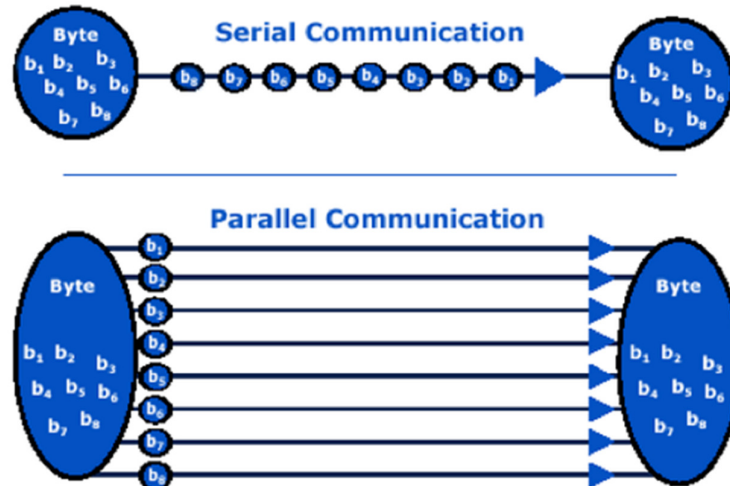 Serial Communication
Byte
b1 b2 b3
b4 b5 b6
b7 b8
b8 b7 b6 b5 b4 b3 b2 b1
Byte
b1 b2 b3
b4 b5 b6
b7 b8
Parallel Communication
Byte
b1 b2 b3
b4 b5 b6
b7 b8
b1
b2
b3
b4
b5
b6
b7
b8
Byte
b1 b2 b3
b4 b5 b6
b7 b8